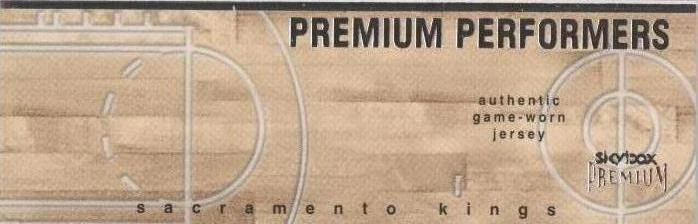 PREMIUM PERFORMERS
authentic
game-worn
jersey
skybox
PREMIUM
sacramento kings